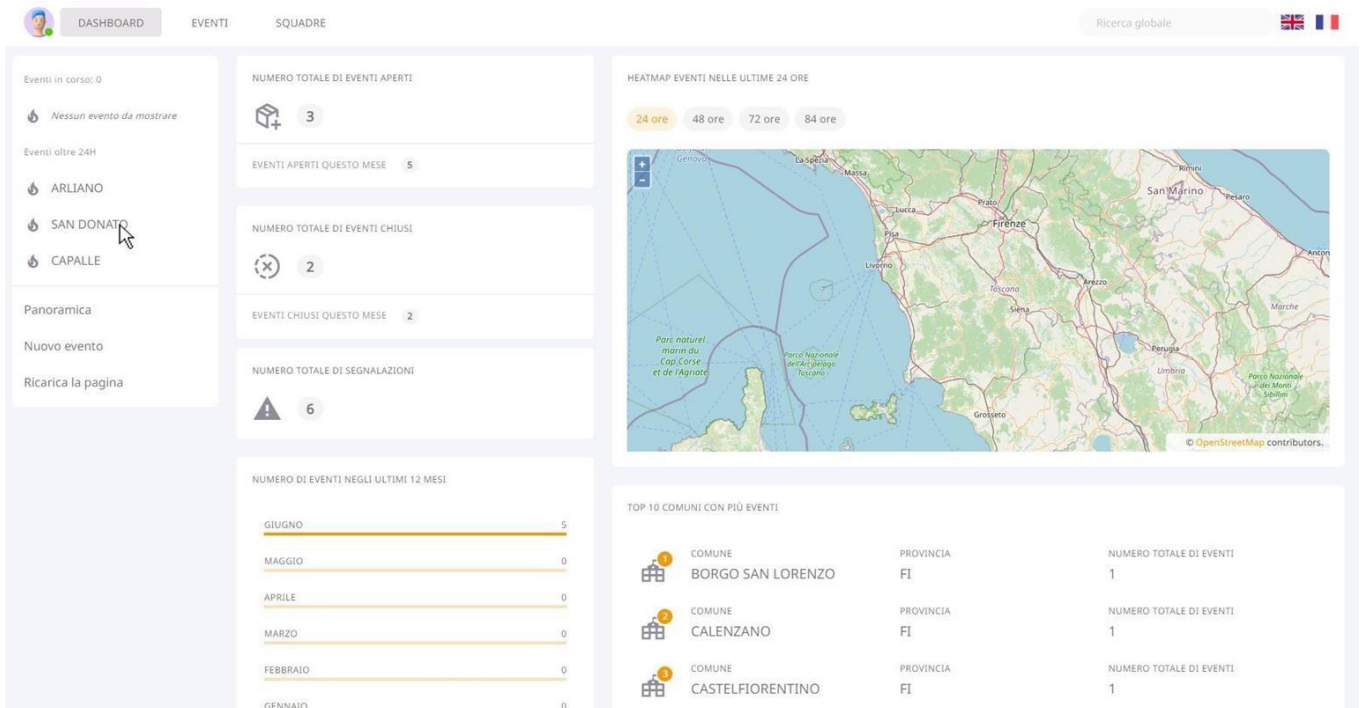 DASHBOARD
EVENTI
SQUADRE
Ricerca globale
Eventi in corso: 0
Nessun evento da mostrare
Eventi oltre 24H
ARLIANO
SAN DONATO
CAPALLE
Panoramica
Nuovo evento
Ricarica la pagina
NUMERO TOTALE DI EVENTI APERTI
3
EVENTI APERTI QUESTO MESE 5
NUMERO TOTALE DI EVENTI CHIUSI
2
EVENTI CHIUSI QUESTO MESE 2
NUMERO TOTALE DI SEGNALAZIONI
6
NUMERO DI EVENTI NEGLI ULTIMI 12 MESI
GIUGNO 5
MAGGIO 0
APRILE 0
MARZO 0
FEBBRAIO 0
GENNAIO 0
HEATMAP EVENTI NELLE ULTIME 24 ORE
24 ore 48 ore 72 ore 84 ore
+
-
Genova
La Spezia
Massa
Rimini
San Marino
Pesaro
Prato
Lucca
Firenze
Pisa
Livorno
Ancon
Arezzo
Toscana
Siena
Marche
Parc naturel
marin du
Cap Corse
et de l'Agriate
Parco Nazionale
dell'Arcipelago
Toscano
Perugia
Umbria
Parco Nazionale
dei Monti
Sibillini
Grosseto
© OpenStreetMap contributors.
TOP 10 COMUNI CON PIÙ EVENTI
1
COMUNE PROVINCIA NUMERO TOTALE DI EVENTI
BORGO SAN LORENZO FI 1
2
COMUNE PROVINCIA NUMERO TOTALE DI EVENTI
CALENZANO FI 1
3
COMUNE PROVINCIA NUMERO TOTALE DI EVENTI
CASTELFIORENTINO FI 1